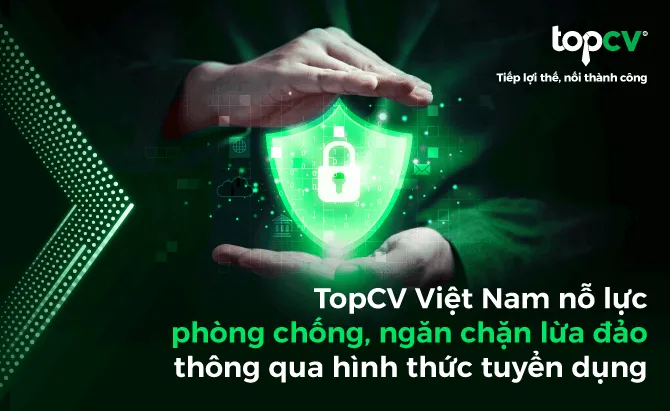 topcv®
Tiếp lợi thế, nối thành công
TopCV Việt Nam nỗ lực
phòng chống, ngăn chặn lừa đảo
thông qua hình thức tuyển dụng